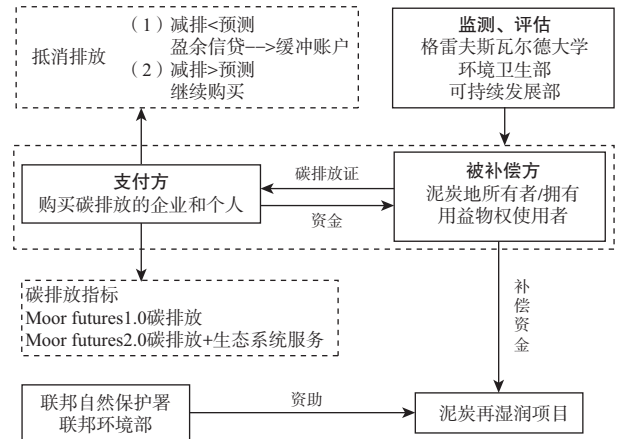 抵消排放
（1）减排<预测
盈余信贷-->缓冲账户
（2）减排>预测
继续购买
监测、评估
格雷夫斯瓦尔德大学
环境卫生部
可持续发展部
支付方
购买碳排放的企业和个人
碳排放证
资金
被补偿方
泥炭地所有者/拥有
用益物权使用者
碳排放指标
Moor futures1.0碳排放
Moor futures2.0碳排放+生态系统服务
补偿资金
联邦自然保护署
联邦环境部
资助
泥炭再湿润项目